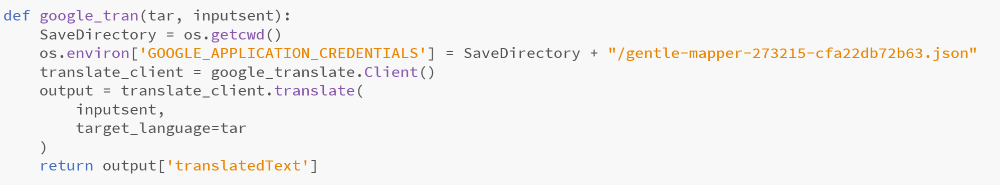 def google_tran(tar, inputsent):
    SaveDirectory = os.getcwd()
    os.environ['GOOGLE_APPLICATION_CREDENTIALS'] = SaveDirectory + "/gentle-mapper-273215-cfa22db72b63.json"
    translate_client = google_translate.Client()
    output = translate_client.translate(
        inputsent,
        target_language=tar
    )
    return output['translatedText']